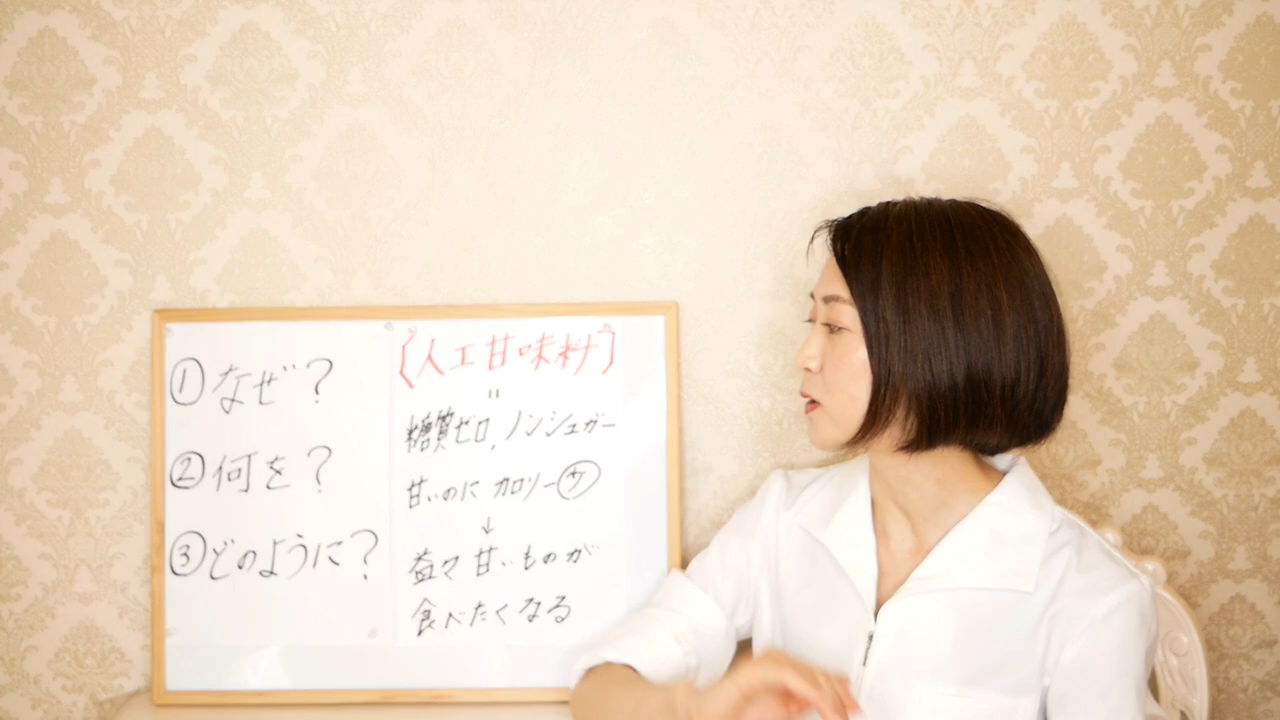 ①なぜ?
②何を?
③どのように?
〔人工甘味料〕
=
糖質ゼロ,ノンシュガー
甘いのにカロリー㋒
↓
益々甘いものが
食べたくなる